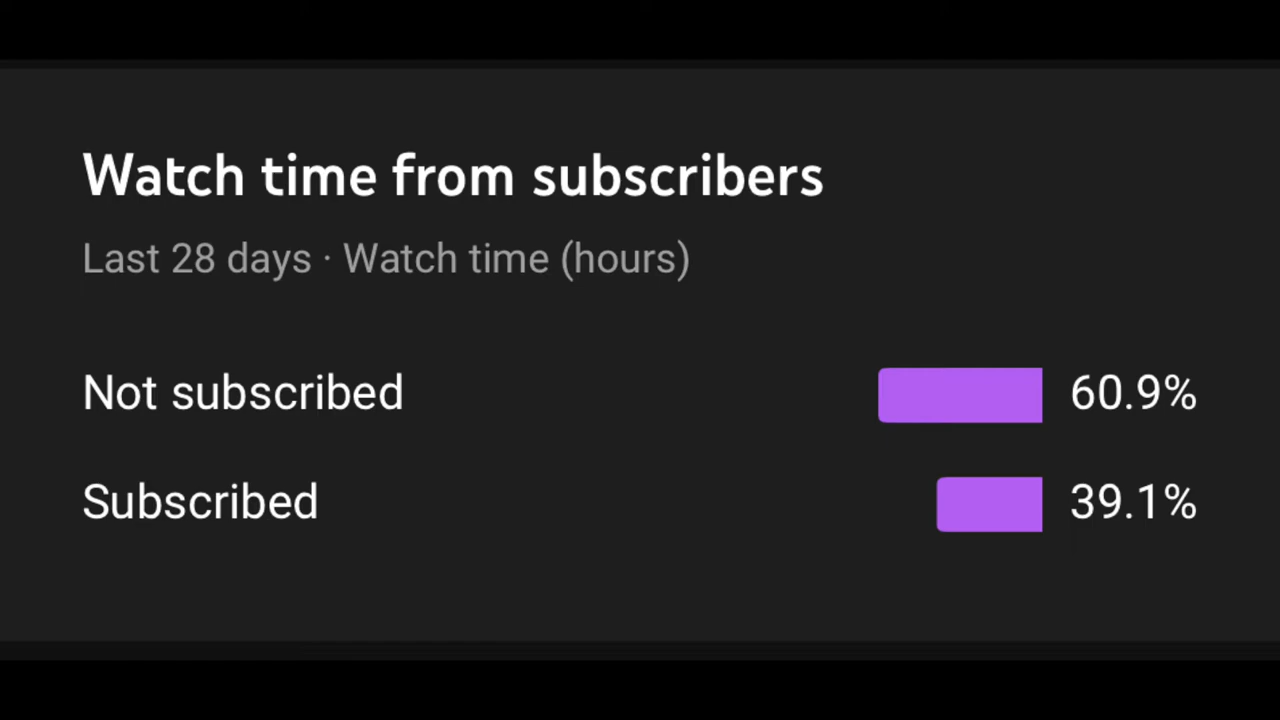 Watch time from subscribers
Last 28 days · Watch time (hours)
Not subscribed 60.9%
Subscribed 39.1%